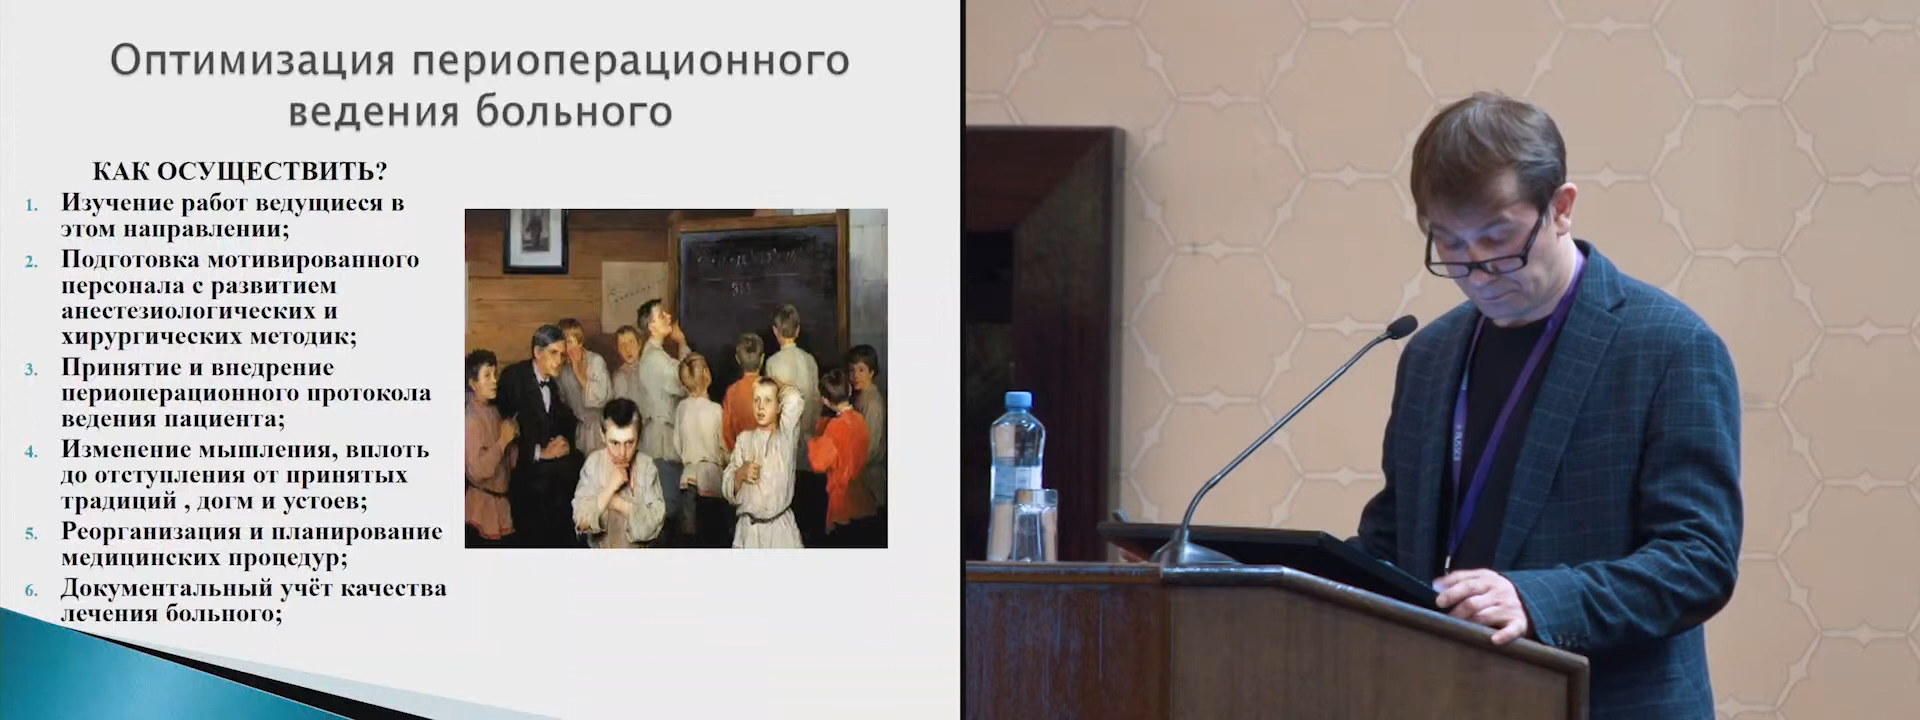 Оптимизация периоперационного
ведения больного
КАК ОСУЩЕСТВИТЬ?
1. Изучение работ ведущиеся в
этом направлении;
2. Подготовка мотивированного
персонала с развитием
анестезиологических и
хирургических методик;
3. Принятие и внедрение
периоперационного протокола
ведения пациента;
4. Изменение мышления, вплоть
до отступления от принятых
традиций , догм и устоев;
5. Реорганизация и планирование
медицинских процедур;
6. Документальный учёт качества
лечения больного;